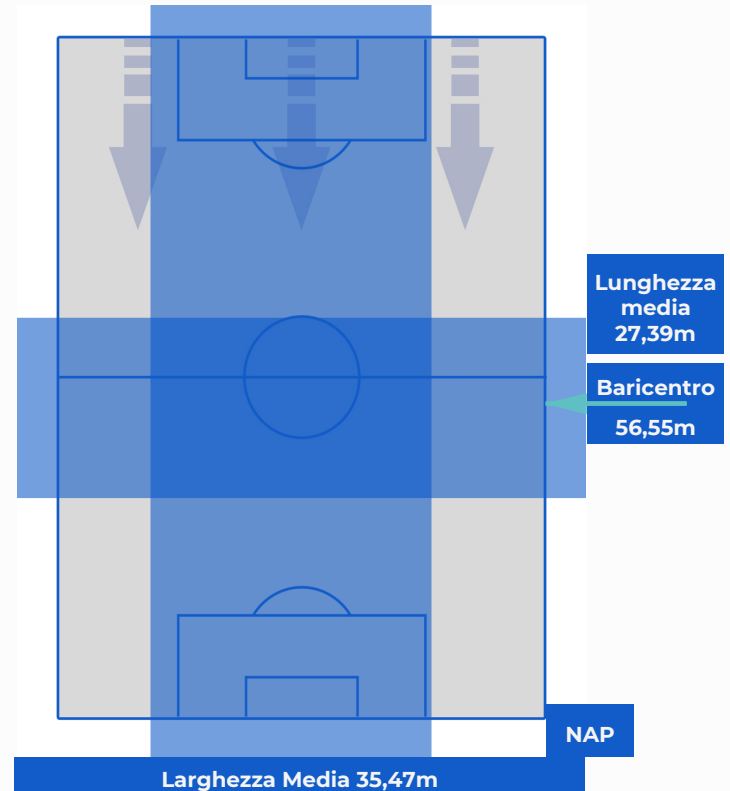 Lunghezza
media
27,39m
Baricentro
56,55m
NAP
Larghezza Media 35,47m